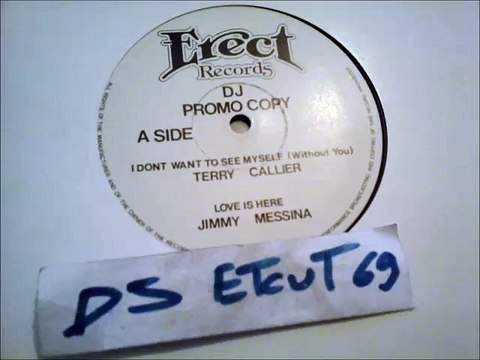 Erect
Records
DJ
PROMO COPY
A SIDE
I DONT WANT TO SEE MYSELF (Without You)
TERRY CALLIER
LOVE IS HERE
JIMMY MESSINA
DS ETCUT 69